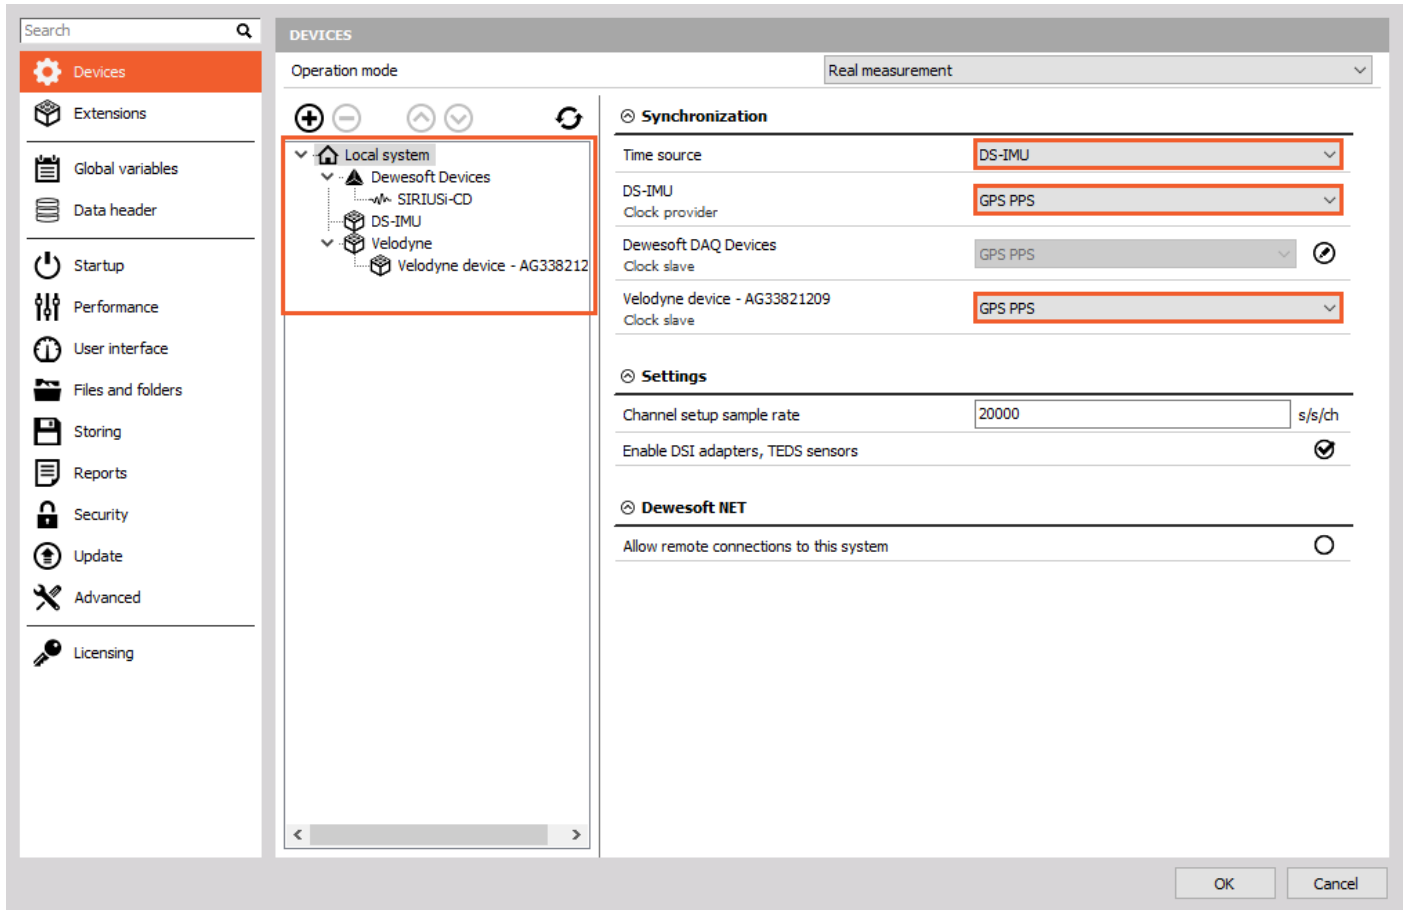 Search
Devices
Extensions
Global variables
Data header
Startup
Performance
User interface
Files and folders
Storing
Reports
Security
Update
Advanced
Licensing
DEVICES
Operation mode
Real measurement
Local system
Dewesoft Devices
SIRIUSi-CD
DS-IMU
Velodyne
Velodyne device - AG338212
Synchronization
Time source
DS-IMU
DS-IMU
Clock provider
GPS PPS
Dewesoft DAQ Devices
Clock slave
GPS PPS
Velodyne device - AG33821209
Clock slave
GPS PPS
Settings
Channel setup sample rate
20000
s/s/ch
Enable DSI adapters, TEDS sensors
Dewesoft NET
Allow remote connections to this system
OK
Cancel